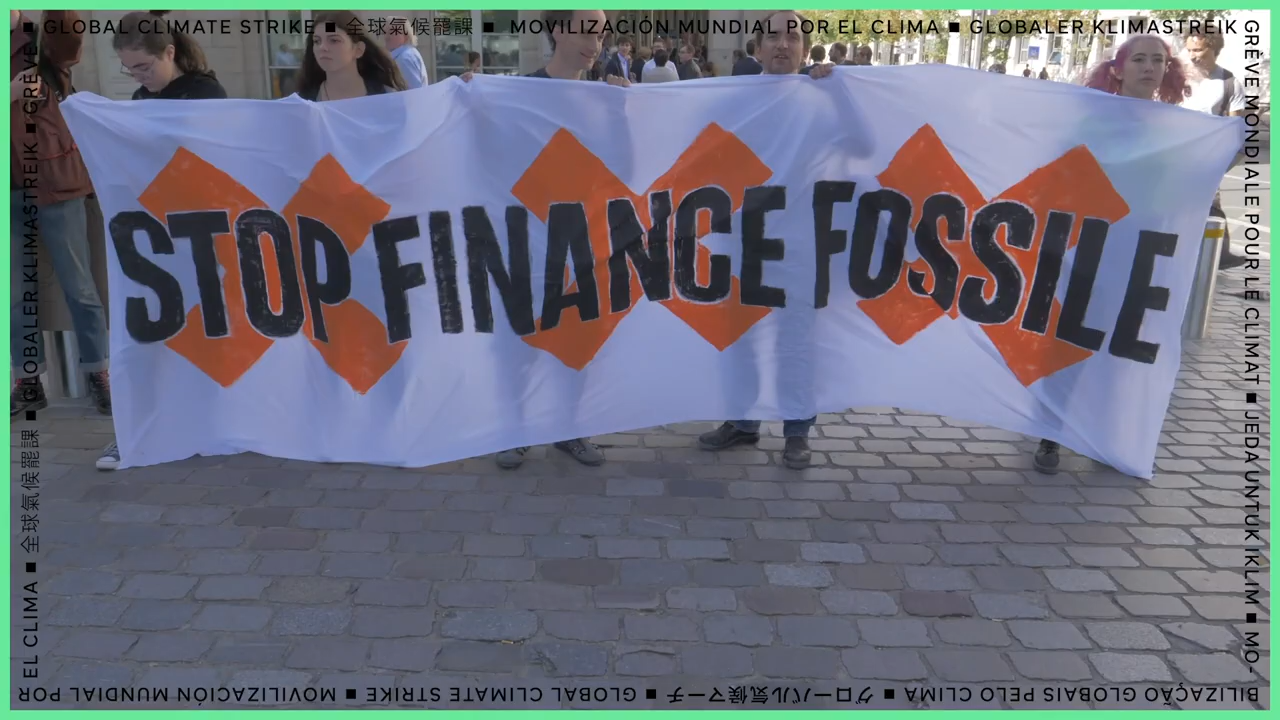 ■ GLOBAL CLIMATE STRIKE ■ 全球氣候罷課 ■ MOVILIZACIÓN MUNDIAL POR EL CLIMA ■ GLOBALER KLIMASTREIK
GRÈVE MONDIALE POUR LE CLIMAT ■ JEDA UNTUK IKLIM ■ MO-
BILIZAÇÃO GLOBAIS PELO CLIMA ■ グローバル気候マーチ ■ GLOBAL CLIMATE STRIKE ■ MOVILIZACIÓN MUNDIAL POR
EL CLIMA ■ 全球氣候罷課 ■ GLOBALER KLIMASTREIK ■ GRÈVE
STOP FINANCE FOSSILE